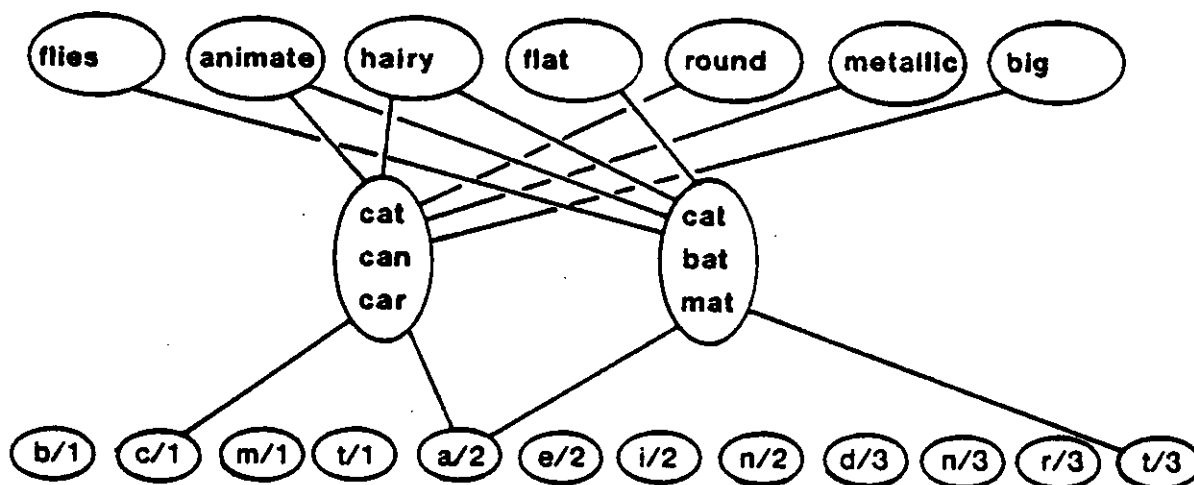 flies animate hairy flat round metallic big
cat
can
car
cat
bat
mat
b/1 c/1 m/1 t/1 a/2 e/2 i/2 n/2 d/3 n/3 r/3 t/3